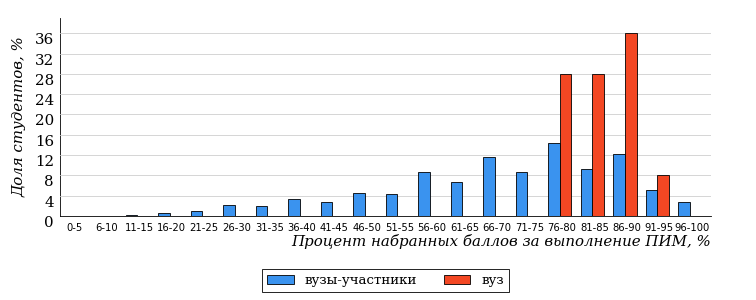 Доля студентов, %
36
32
28
24
20
16
12
8
4
0
0-5 6-10 11-15 16-20 21-25 26-30 31-35 36-40 41-45 46-50 51-55 56-60 61-65 66-70 71-75 76-80 81-85 86-90 91-95 96-100
Процент набранных баллов за выполнение ПИМ, %
вузы-участники вуз